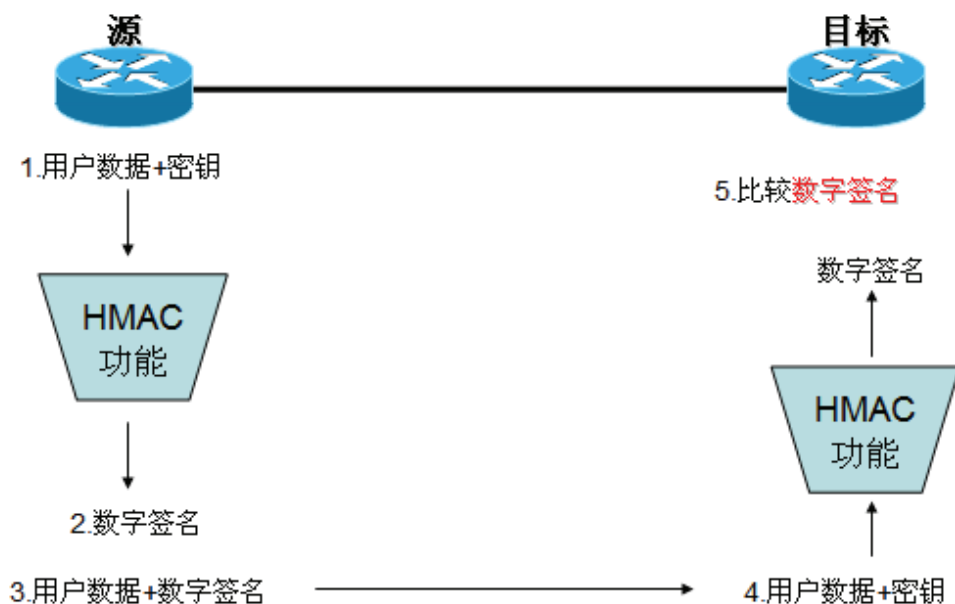 源
目标
1.用户数据+密钥
5.比较数字签名
数字签名
HMAC
功能
HMAC
功能
2.数字签名
3.用户数据+数字签名
4.用户数据+密钥